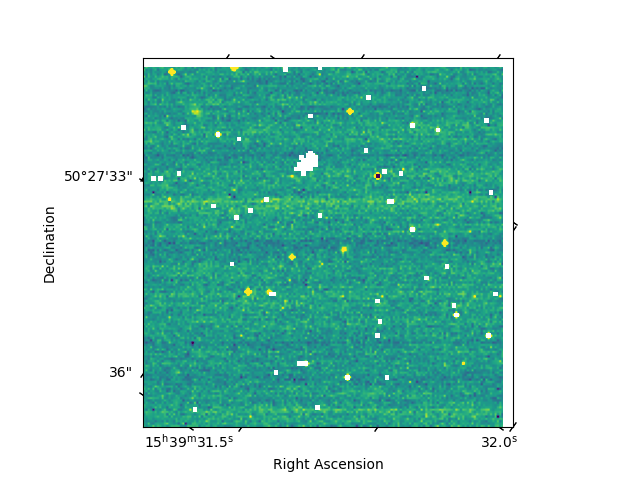 Declination
50°27'33"
36"
15ʰ39ᵐ31.5ˢ
32.0ˢ
Right Ascension